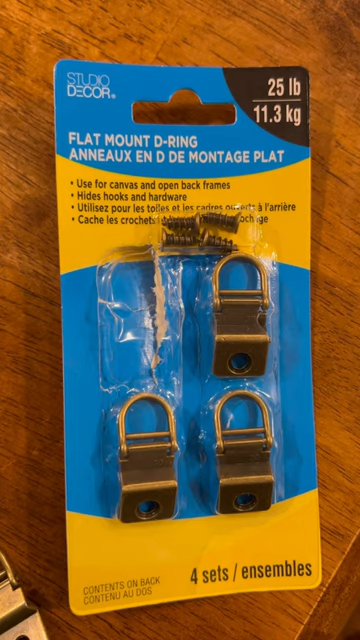 STUDIO
DECOR®
25 lb
11.3 kg
FLAT MOUNT D-RING
ANNEAUX EN D DE MONTAGE PLAT
• Use for canvas and open back frames
• Hides hooks and hardware
• Utilisez pour les toiles et les cadres ouverts à l'arrière
• Cache les crochets
4 sets / ensembles
CONTENTS ON BACK
CONTENU AU DOS